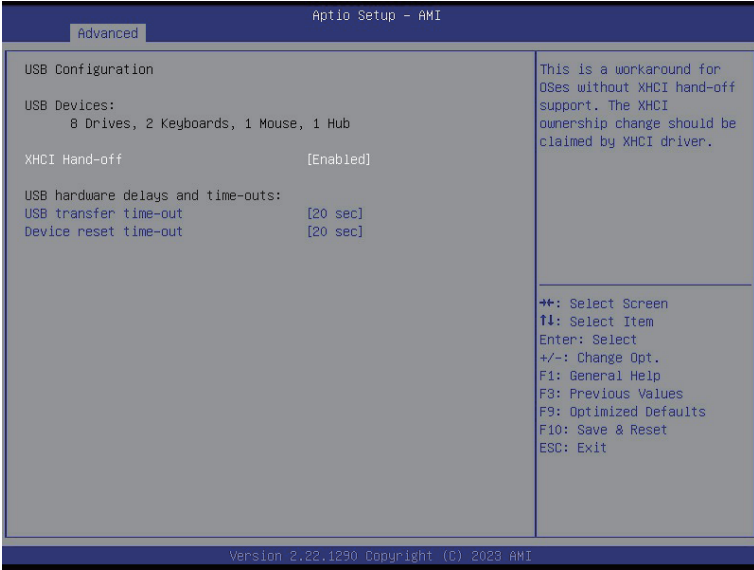 Aptio Setup - AMI
Advanced
USB Configuration
USB Devices:
8 Drives, 2 Keyboards, 1 Mouse, 1 Hub
XHCI Hand-off [Enabled]
USB hardware delays and time-outs:
USB transfer time-out [20 sec]
Device reset time-out [20 sec]
This is a workaround for
OSes without XHCI hand-off
support. The XHCI
ownership change should be
claimed by XHCI driver.
→←: Select Screen
↑↓: Select Item
Enter: Select
+/-: Change Opt.
F1: General Help
F3: Previous Values
F9: Optimized Defaults
F10: Save & Reset
ESC: Exit
Version 2.22.1290 Copyright (C) 2023 AMI